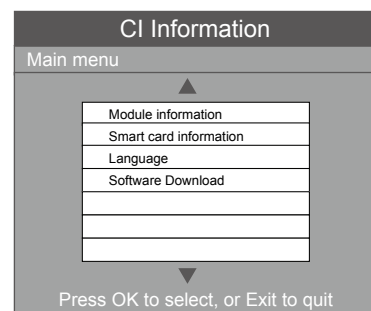 CI Information
Main menu
Module information
Smart card information
Language
Software Download
Press OK to select, or Exit to quit